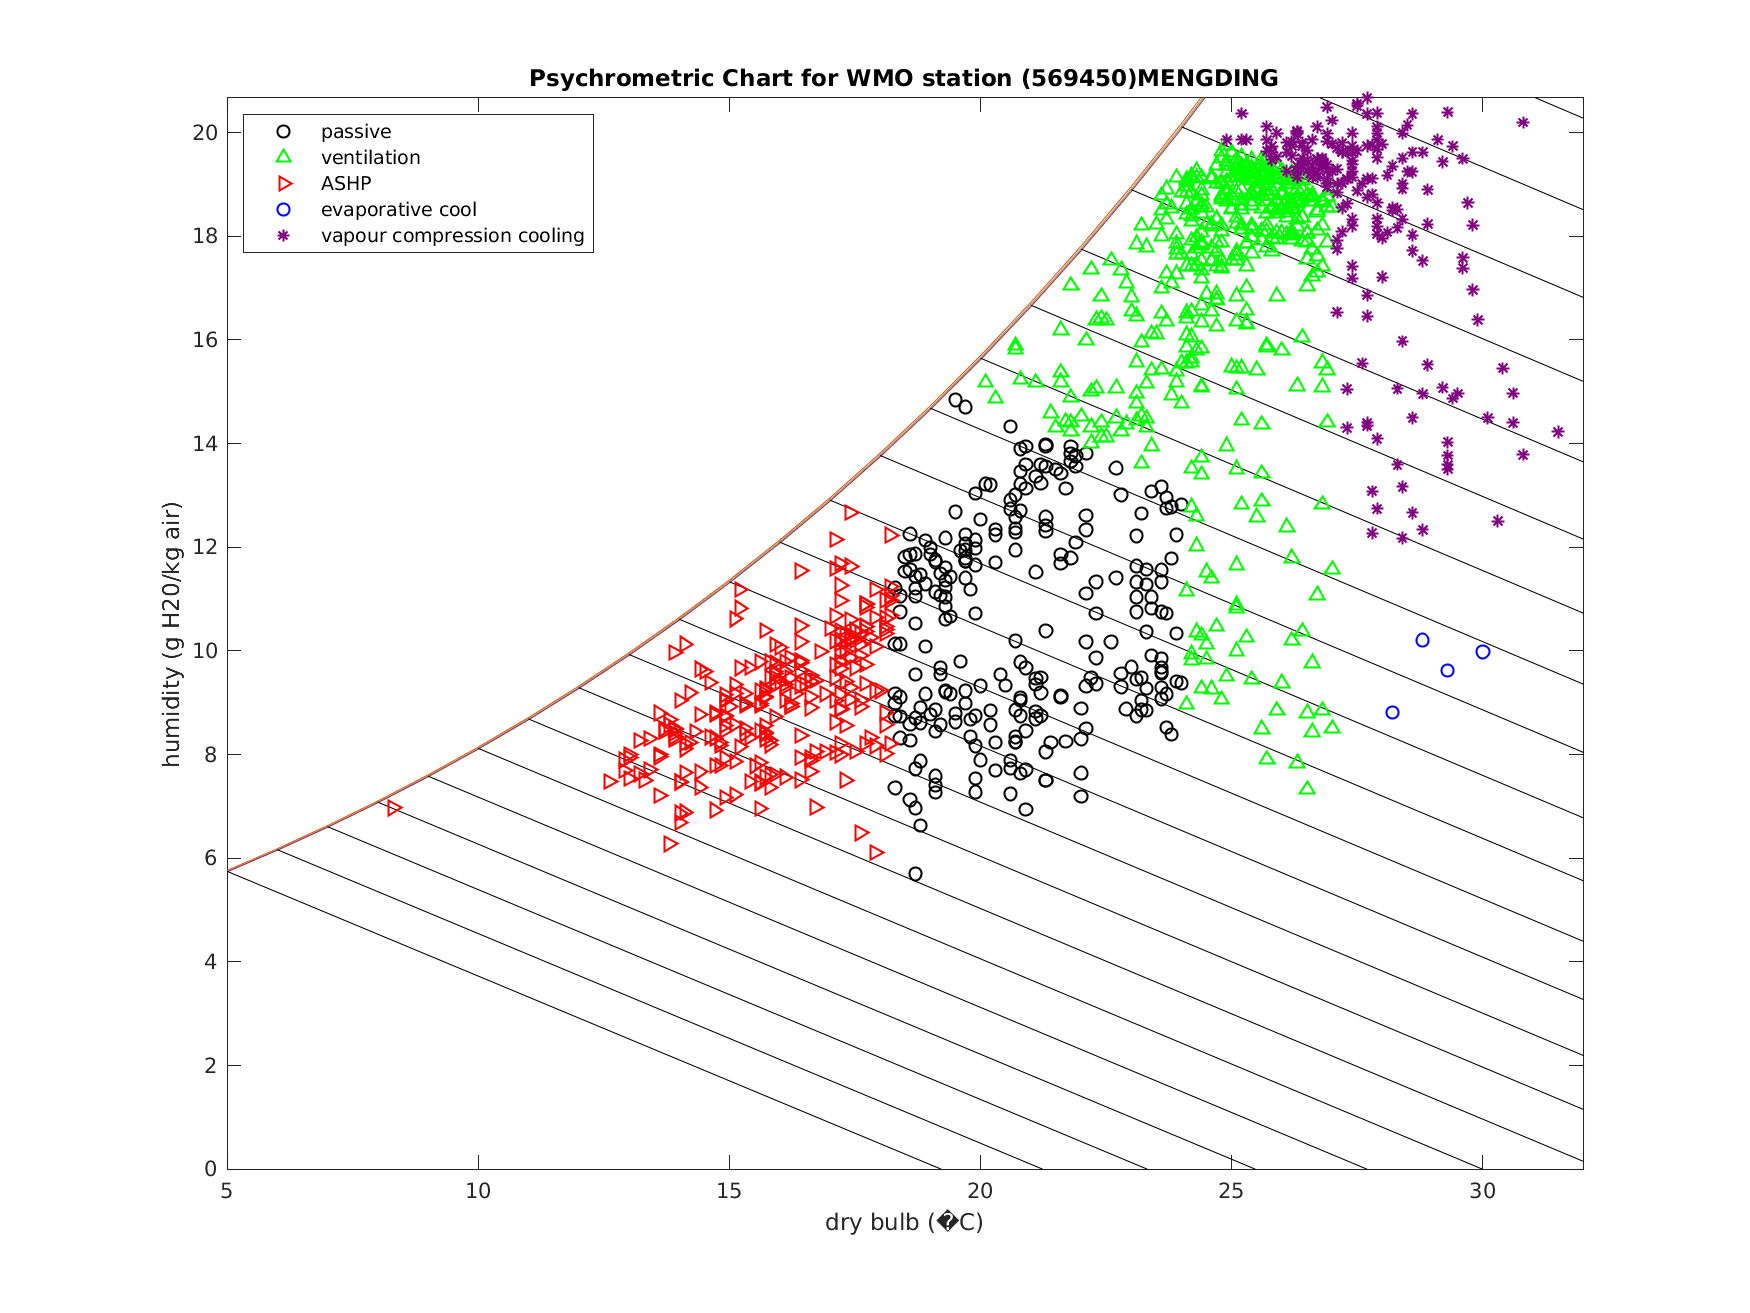 Psychrometric Chart for WMO station (569450)MENGDING
passive
ventilation
ASHP
evaporative cool
vapour compression cooling
humidity (g H20/kg air)
20
18
16
14
12
10
8
6
4
2
0
5 10 15 20 25 30
dry bulb (�C)